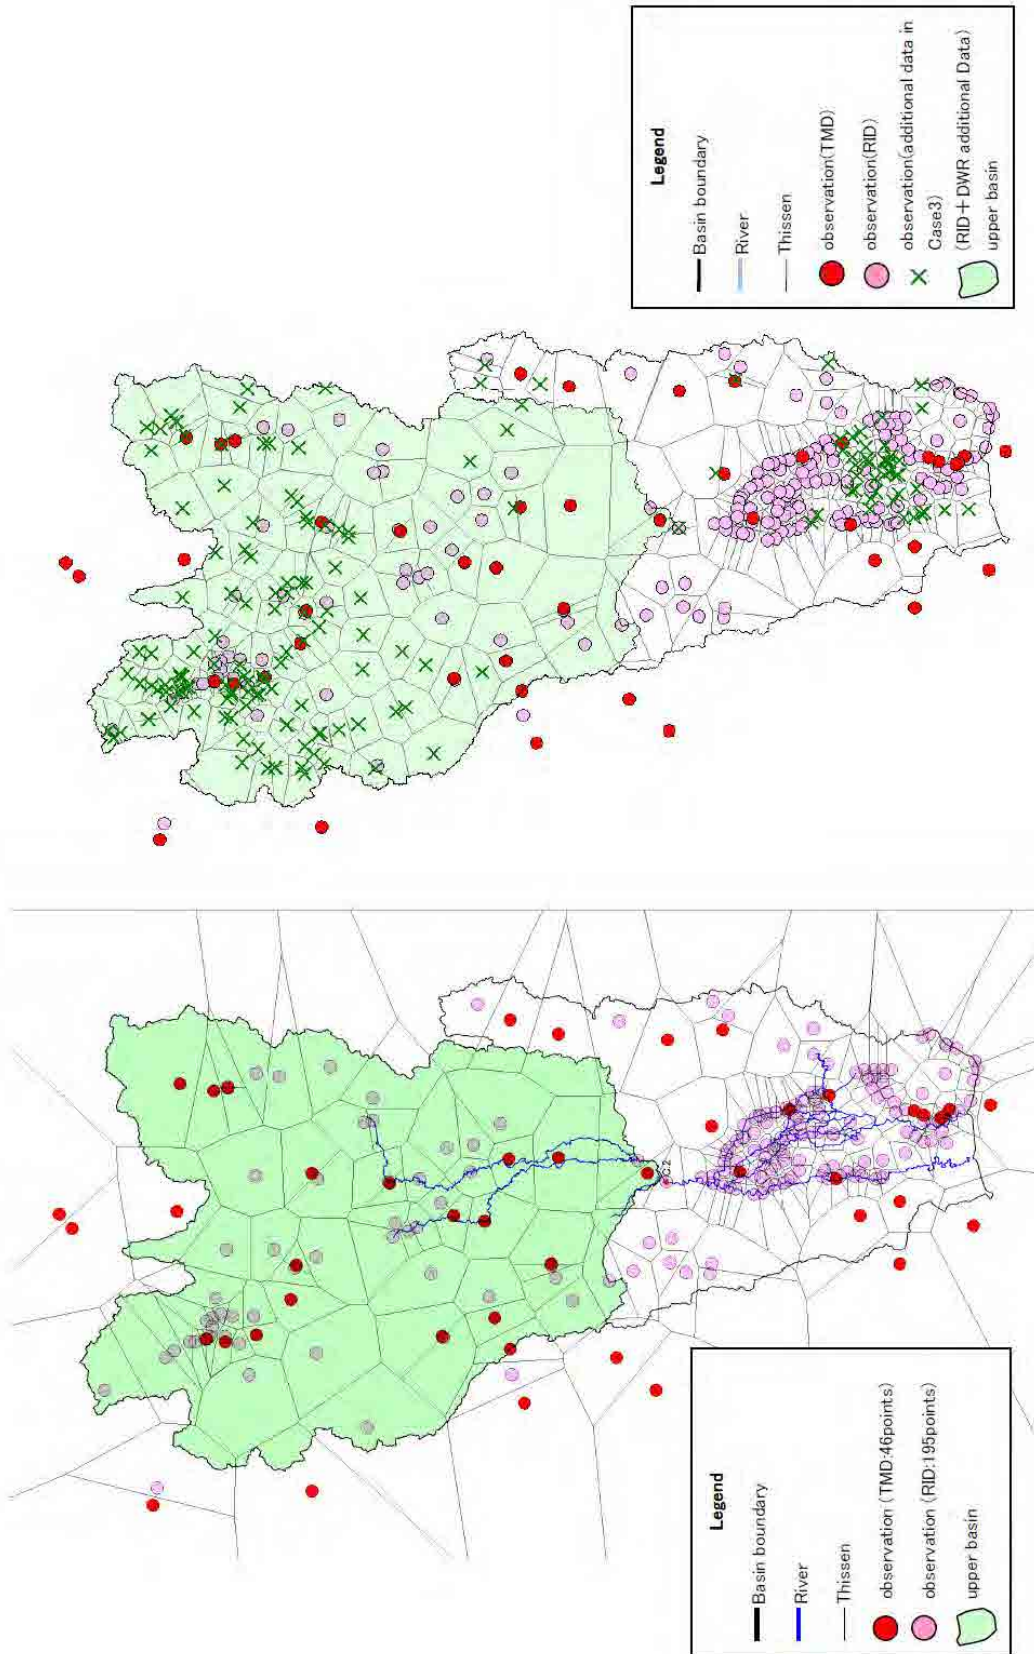 Legend
Basin boundary
River
Thissen
observation(TMD)
observation(RID)
observation(additional data in
Case3)
(RID+DWR additional Data)
upper basin
C.2
Legend
Basin boundary
River
Thissen
observation (TMD:46points)
observation (RID:195points)
upper basin